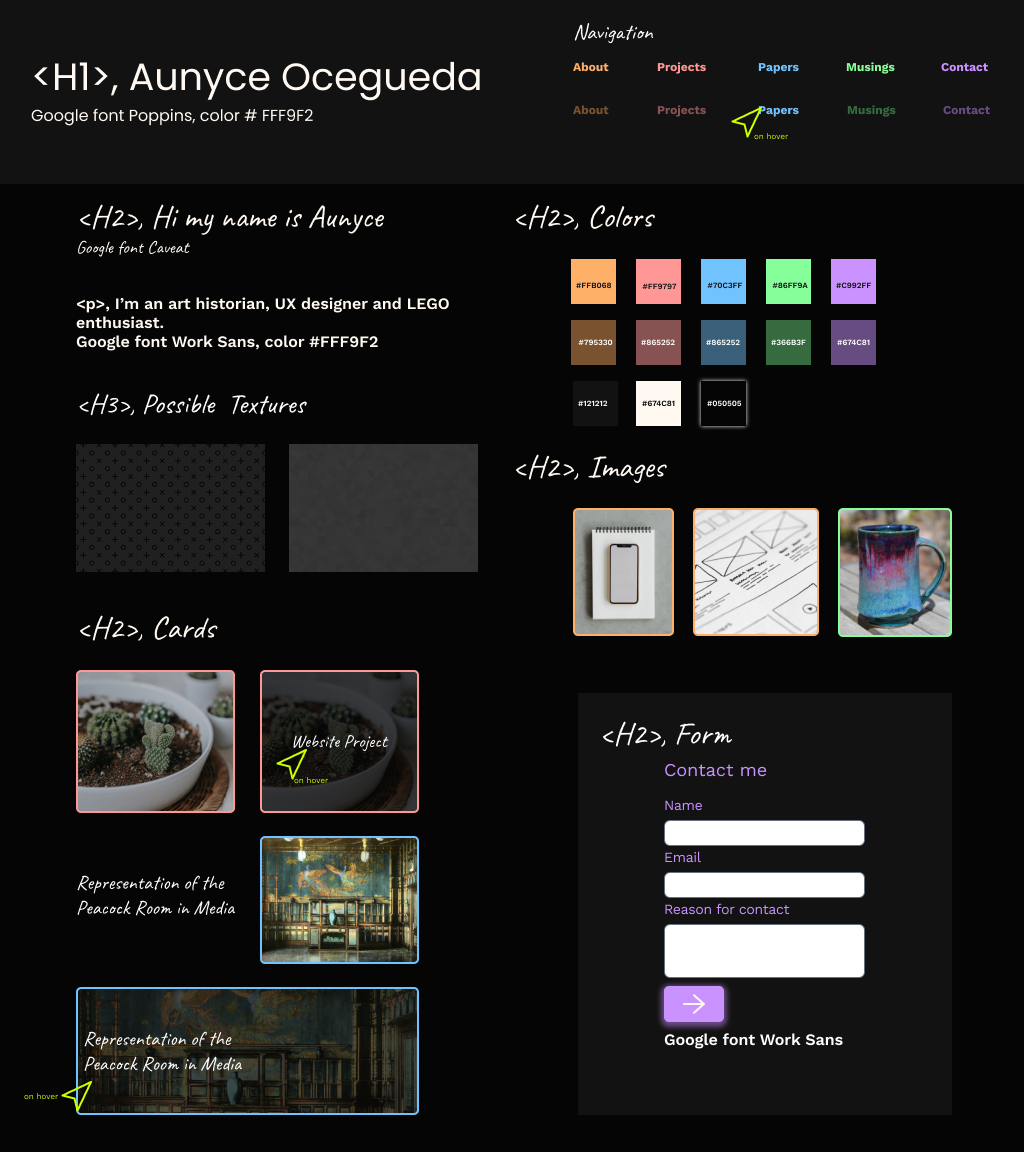 <H1>, Aunyce Ocegueda
Google font Poppins, color # FFF9F2
Navigation
About Projects Papers Musings Contact
About Projects Papers Musings Contact
on hover
<H2>, Hi my name is Aunyce
Google font Caveat
<p>, I’m an art historian, UX designer and LEGO
enthusiast.
Google font Work Sans, color #FFF9F2
<H3>, Possible Textures
<H2>, Cards
Website Project
on hover
Representation of the
Peacock Room in Media
Representation of the
Peacock Room in Media
on hover
<H2>, Colors
#FFB068 #FF9797 #70C3FF #86FF9A #C992FF
#795330 #865252 #865252 #366B3F #674C81
#121212 #674C81 #050505
<H2>, Images
<H2>, Form
Contact me
Name
Email
Reason for contact
Google font Work Sans